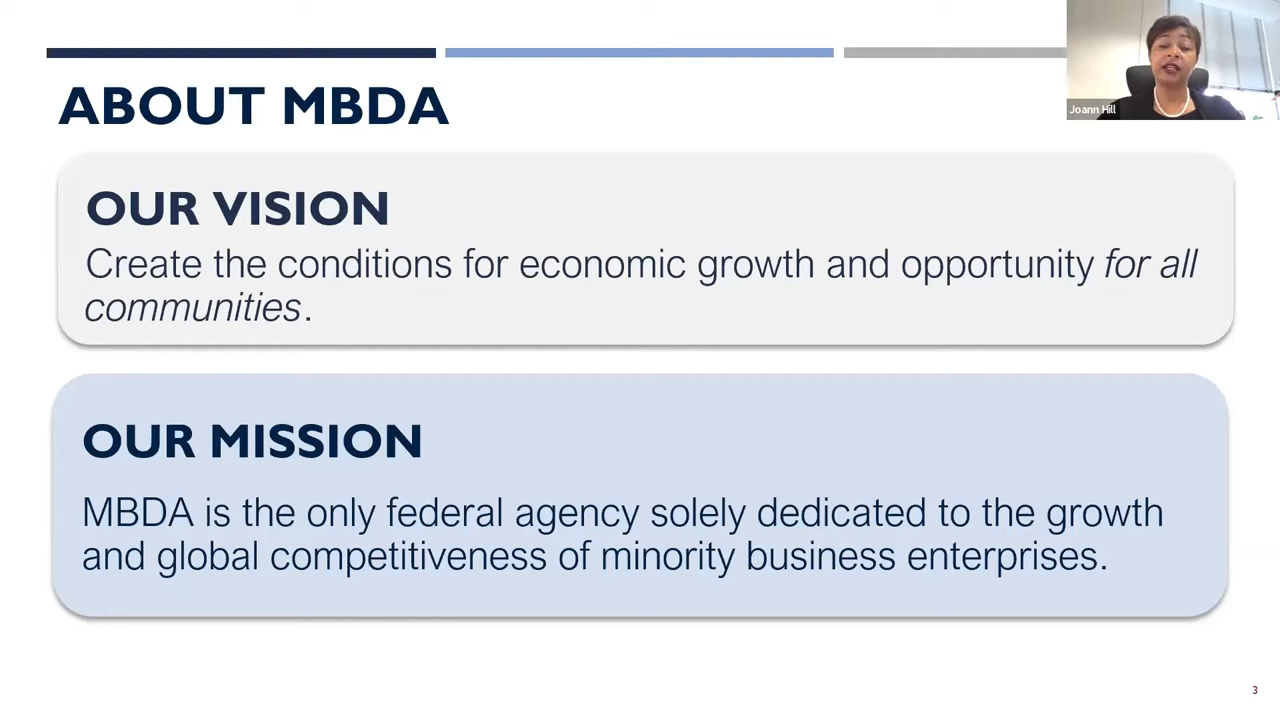 ABOUT MBDA
Joann Hill
OUR VISION
Create the conditions for economic growth and opportunity for all
communities.
OUR MISSION
MBDA is the only federal agency solely dedicated to the growth
and global competitiveness of minority business enterprises.
3